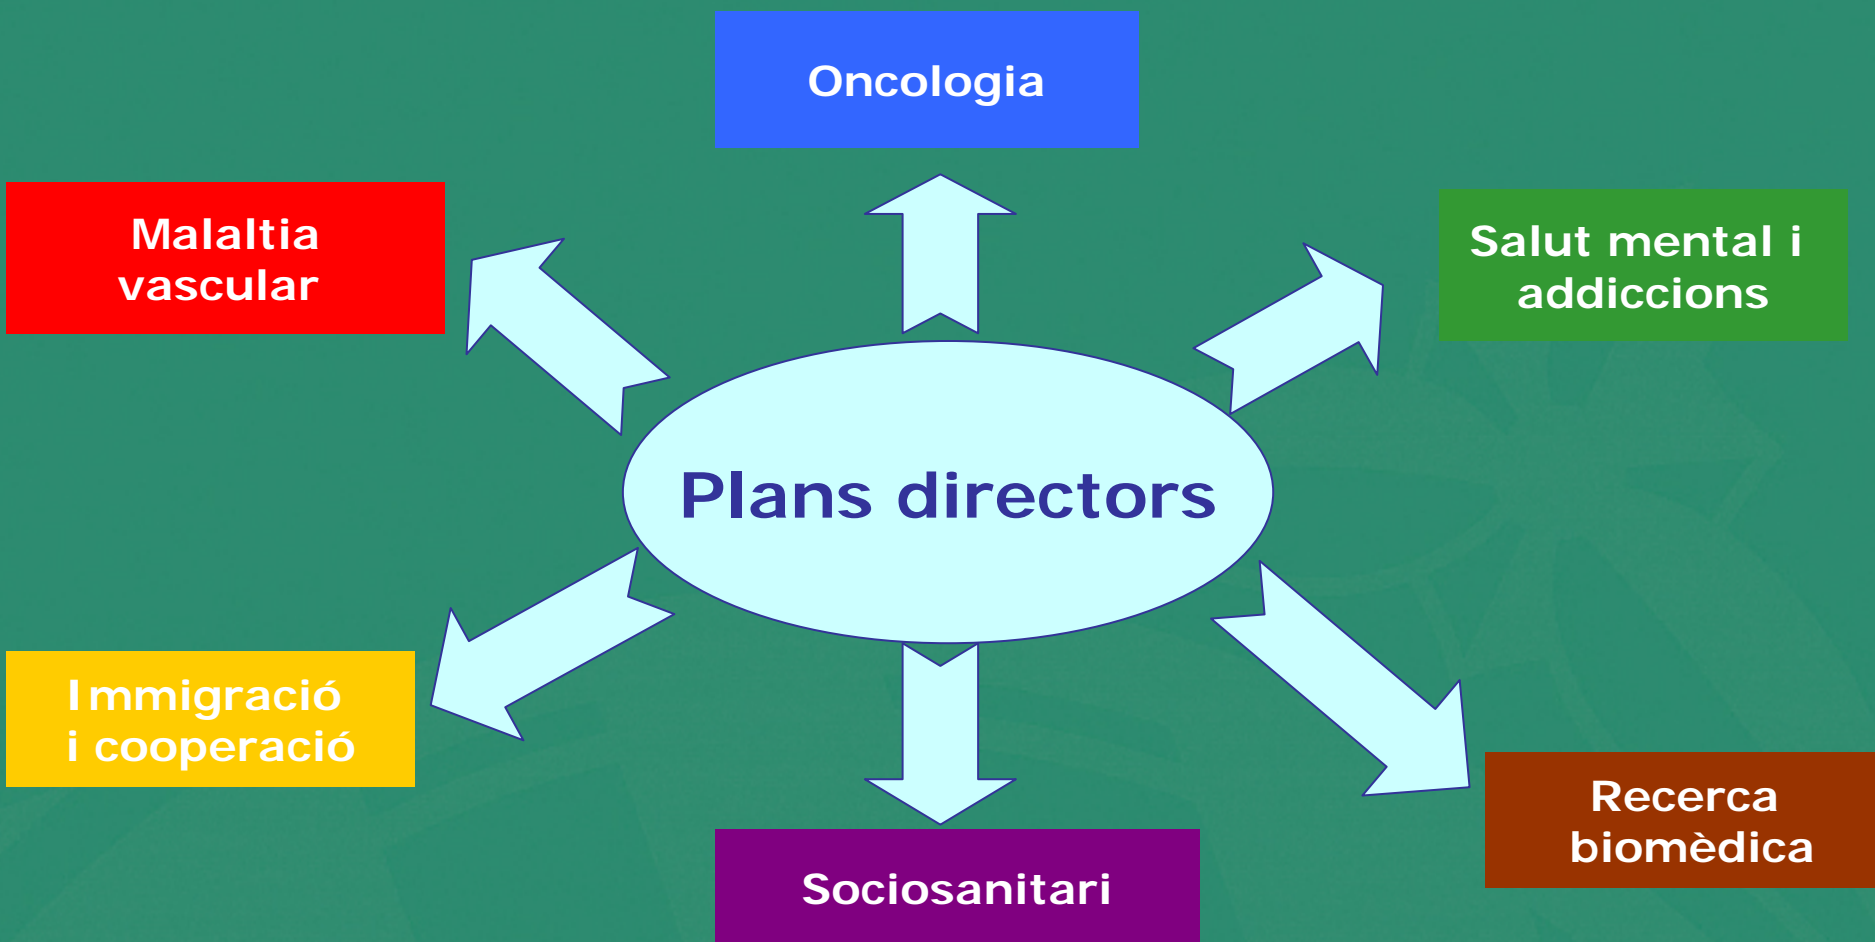 Oncologia
Malaltia
vascular
Salut mental i
addiccions
Plans directors
Immigració
i cooperació
Recerca
biomèdica
Sociosanitari